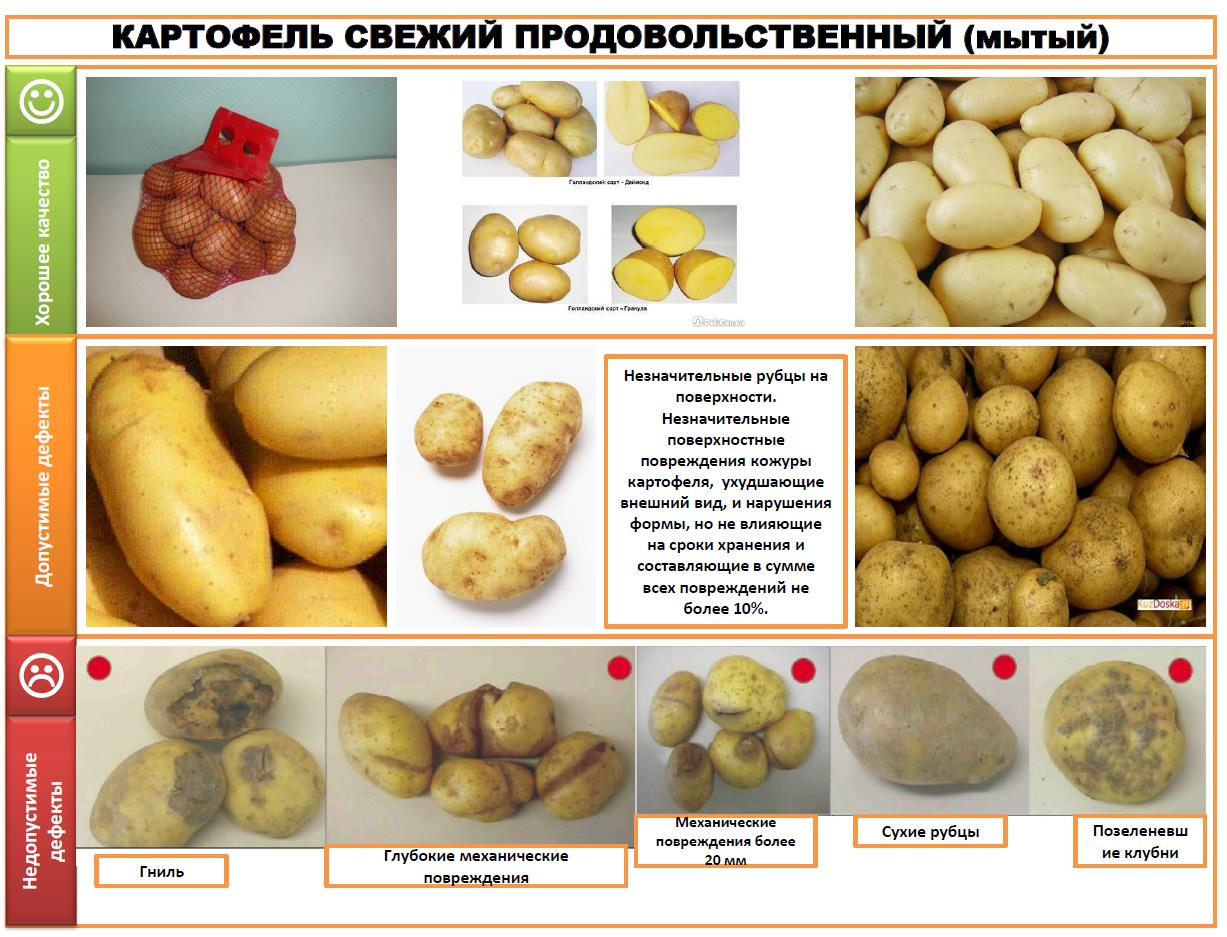 КАРТОФЕЛЬ СВЕЖИЙ ПРОДОВОЛЬСТВЕННЫЙ (мытый)
Хорошее качество
Голландский сорт – Даймонд
Голландский сорт – Гранула
Допустимые дефекты
Незначительные рубцы на
поверхности.
Незначительные
поверхностные
повреждения кожуры
картофеля, ухудшающие
внешний вид, и нарушения
формы, но не влияющие
на сроки хранения и
составляющие в сумме
всех повреждений не
более 10%.
KuzDoska.ru
Недопустимые
дефекты
Гниль
Глубокие механические
повреждения
Механические
повреждения более
20 мм
Сухие рубцы
Позеленевш
ие клубни